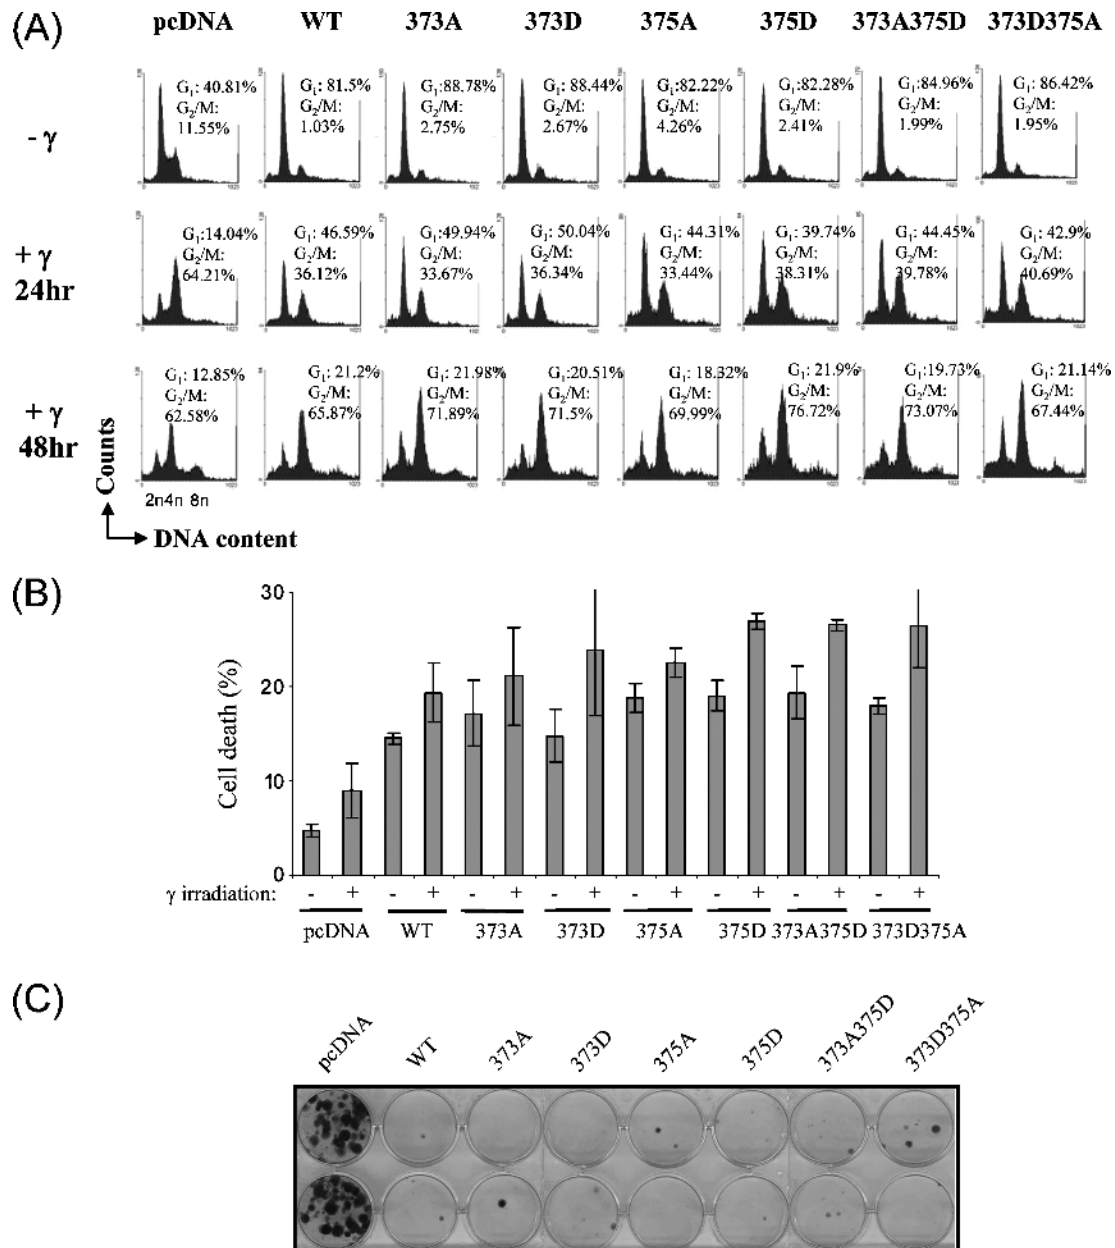 (A)
pcDNA WT 373A 373D 375A 375D 373A375D 373D375A
- γ
G1: 40.81%
G2/M:
11.55%
G1: 81.5%
G2/M:
1.03%
G1:88.78%
G2/M:
2.75%
G1: 88.44%
G2/M:
2.67%
G1:82.22%
G2/M:
4.26%
G1: 82.28%
G2/M:
2.41%
G1:84.96%
G2/M:
1.99%
G1: 86.42%
G2/M:
1.95%
+ γ
24hr
G1:14.04%
G2/M:
64.21%
G1: 46.59%
G2/M:
36.12%
G1:49.94%
G2/M:
33.67%
G1: 50.04%
G2/M:
36.34%
G1: 44.31%
G2/M:
33.44%
G1: 39.74%
G2/M:
38.31%
G1: 44.45%
G2/M:
39.78%
G1: 42.9%
G2/M:
40.69%
+ γ
48hr
G1: 12.85%
G2/M:
62.58%
G1: 21.2%
G2/M:
65.87%
G1: 21.98%
G2/M:
71.89%
G1:20.51%
G2/M:
71.5%
G1: 18.32%
G2/M:
69.99%
G1: 21.9%
G2/M:
76.72%
G1:19.73%
G2/M:
73.07%
G1: 21.14%
G2/M:
67.44%
2n4n 8n
Counts
DNA content
(B)
Cell death (%)
30
20
10
0
γ irradiation: - + - + - + - + - + - + - + - +
pcDNA WT 373A 373D 375A 375D 373A375D 373D375A
(C)
pcDNA WT 373A 373D 375A 375D 373A375D 373D375A